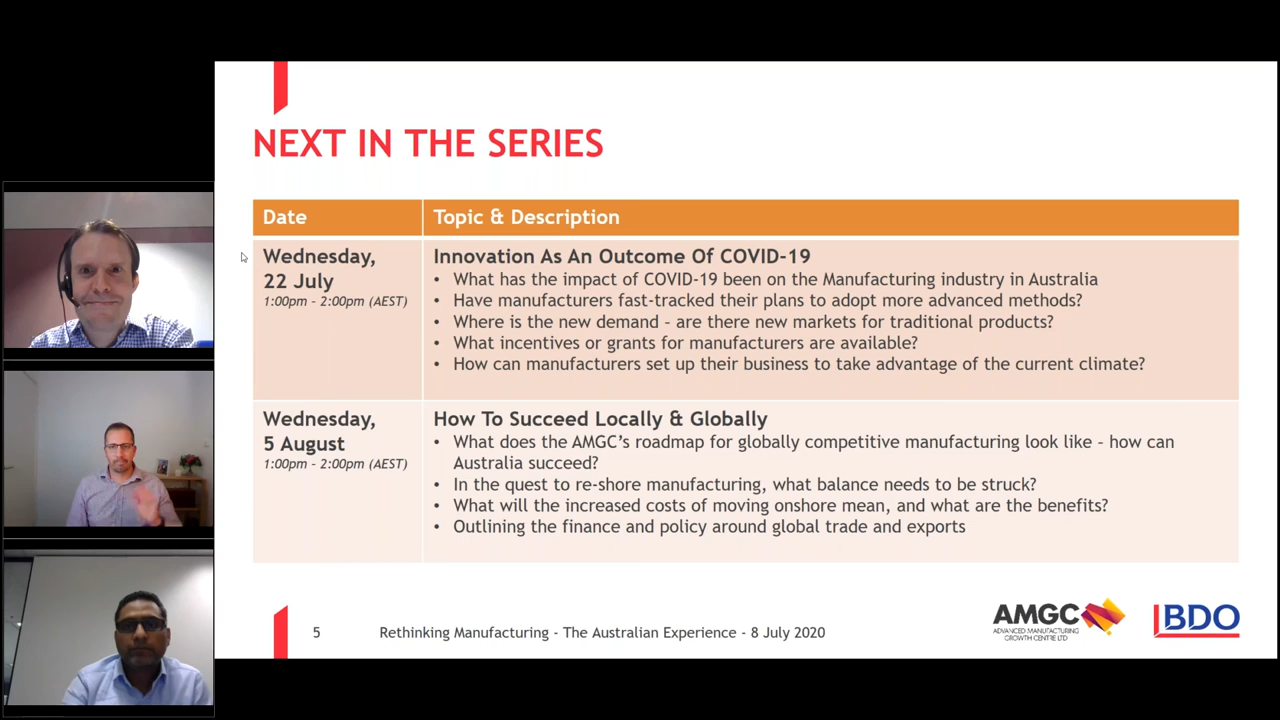 NEXT IN THE SERIES
Date
Topic & Description
Wednesday,
22 July
1:00pm - 2:00pm (AEST)
Innovation As An Outcome Of COVID-19
• What has the impact of COVID-19 been on the Manufacturing industry in Australia
• Have manufacturers fast-tracked their plans to adopt more advanced methods?
• Where is the new demand – are there new markets for traditional products?
• What incentives or grants for manufacturers are available?
• How can manufacturers set up their business to take advantage of the current climate?
Wednesday,
5 August
1:00pm - 2:00pm (AEST)
How To Succeed Locally & Globally
• What does the AMGC's roadmap for globally competitive manufacturing look like – how can
Australia succeed?
• In the quest to re-shore manufacturing, what balance needs to be struck?
• What will the increased costs of moving onshore mean, and what are the benefits?
• Outlining the finance and policy around global trade and exports
5
Rethinking Manufacturing - The Australian Experience - 8 July 2020
AMGC
ADVANCED MANUFACTURING
GROWTH CENTRE LTD
BDO